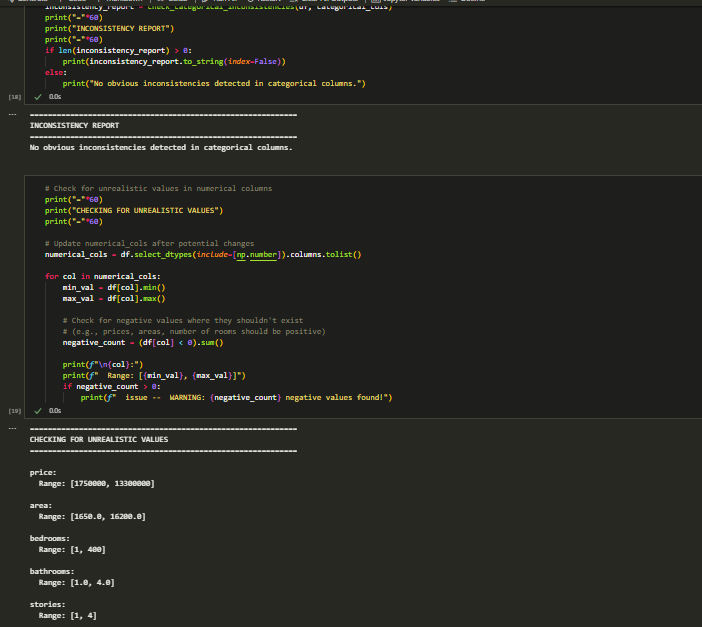 inconsistency_report = check_categorical_inconsistencies(df, categorical_cols)
print("="*60)
print("INCONSISTENCY REPORT")
print("="*60)
if len(inconsistency_report) > 0:
    print(inconsistency_report.to_string(index=False))
else:
    print("No obvious inconsistencies detected in categorical columns.")
[18] ✓ 0.0s
... ============================================================
INCONSISTENCY REPORT
============================================================
No obvious inconsistencies detected in categorical columns.
# Check for unrealistic values in numerical columns
print("="*60)
print("CHECKING FOR UNREALISTIC VALUES")
print("="*60)
# Update numerical_cols after potential changes
numerical_cols = df.select_dtypes(include=[np.number]).columns.tolist()
for col in numerical_cols:
    min_val = df[col].min()
    max_val = df[col].max()
    # Check for negative values where they shouldn't exist
    # (e.g., prices, areas, number of rooms should be positive)
    negative_count = (df[col] < 0).sum()
    print(f"\n{col}:")
    print(f"  Range: [{min_val}, {max_val}]")
    if negative_count > 0:
        print(f"  issue --  WARNING: {negative_count} negative values found!")
[19] ✓ 0.0s
... ============================================================
CHECKING FOR UNREALISTIC VALUES
============================================================
price:
  Range: [1750000, 13300000]
area:
  Range: [1650.0, 16200.0]
bedrooms:
  Range: [1, 400]
bathrooms:
  Range: [1.0, 4.0]
stories:
  Range: [1, 4]